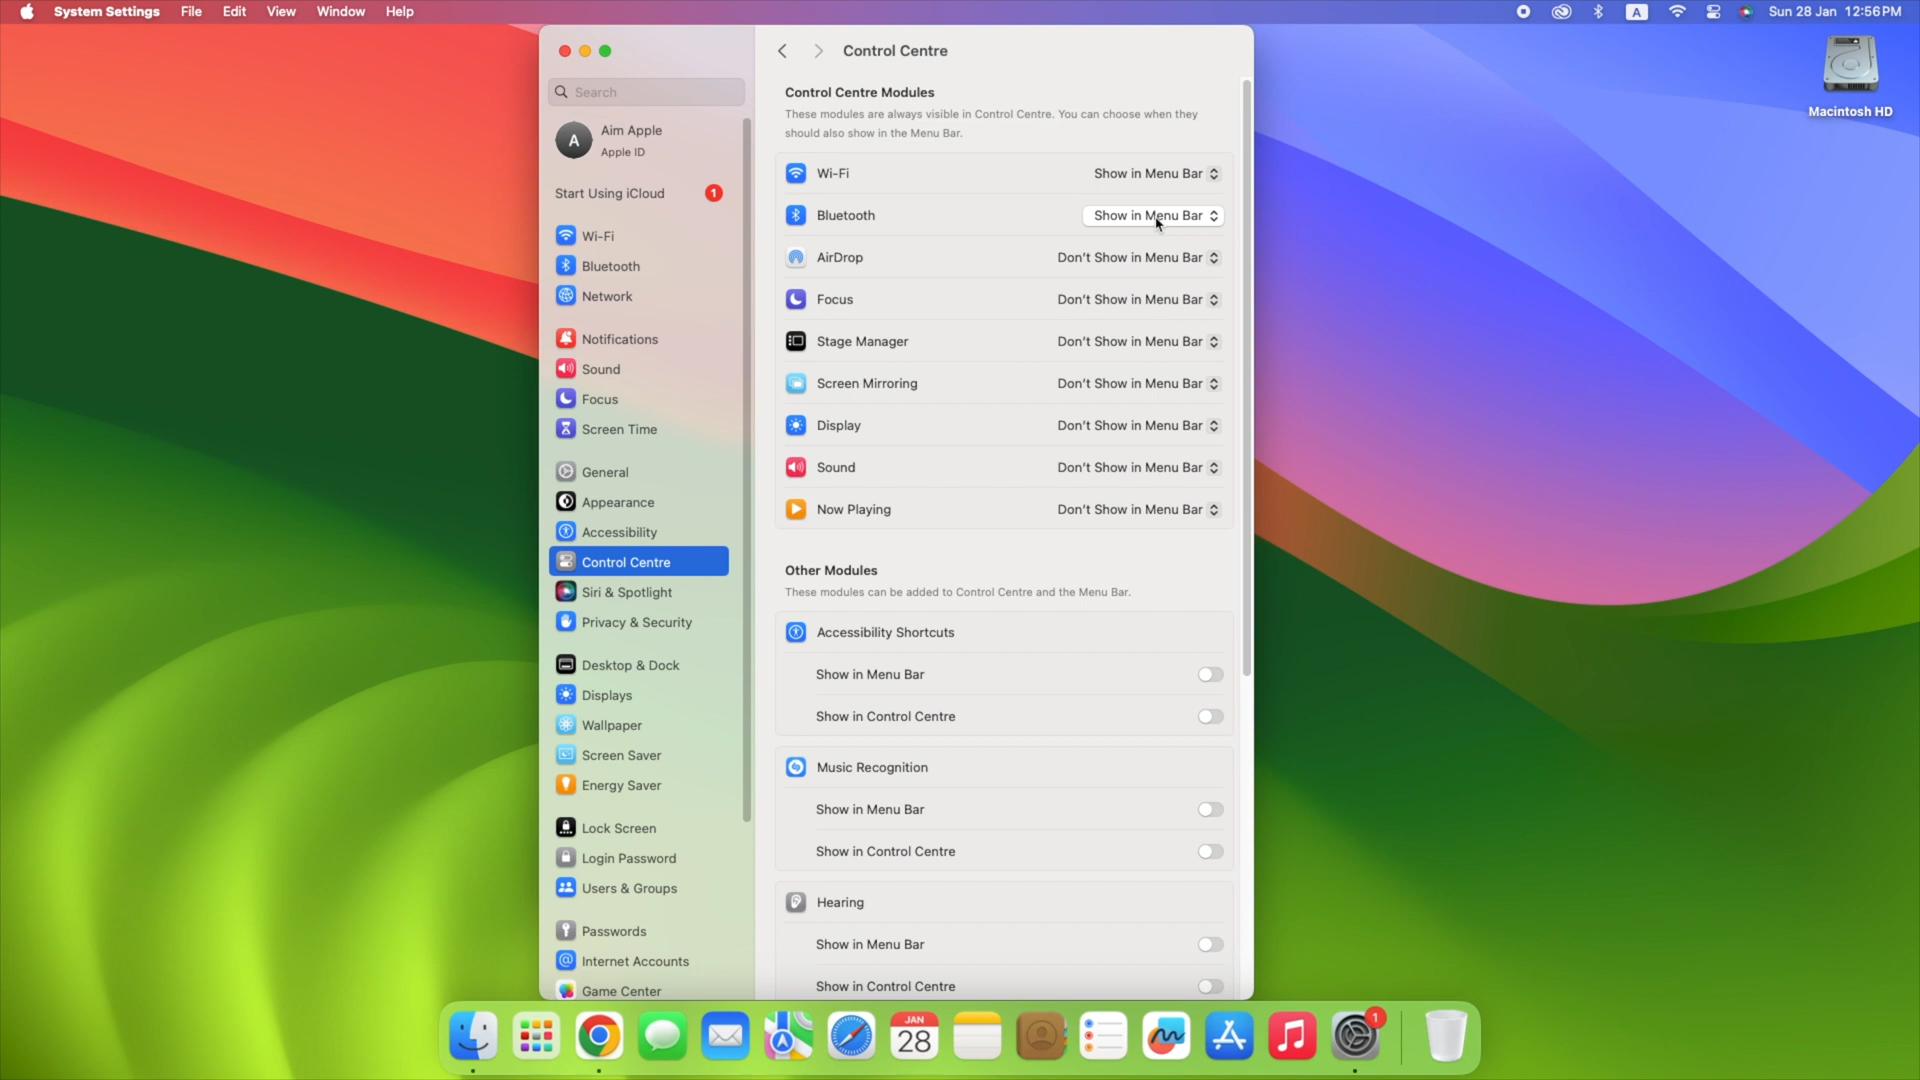 System Settings File Edit View Window Help
A Sun 28 Jan 12:56 PM
Macintosh HD
Search
A
Aim Apple
Apple ID
Start Using iCloud 1
Wi-Fi
Bluetooth
Network
Notifications
Sound
Focus
Screen Time
General
Appearance
Accessibility
Control Centre
Siri & Spotlight
Privacy & Security
Desktop & Dock
Displays
Wallpaper
Screen Saver
Energy Saver
Lock Screen
Login Password
Users & Groups
Passwords
Internet Accounts
Game Center
Control Centre
Control Centre Modules
These modules are always visible in Control Centre. You can choose when they
should also show in the Menu Bar.
Wi-Fi Show in Menu Bar
Bluetooth Show in Menu Bar
AirDrop Don't Show in Menu Bar
Focus Don't Show in Menu Bar
Stage Manager Don't Show in Menu Bar
Screen Mirroring Don't Show in Menu Bar
Display Don't Show in Menu Bar
Sound Don't Show in Menu Bar
Now Playing Don't Show in Menu Bar
Other Modules
These modules can be added to Control Centre and the Menu Bar.
Accessibility Shortcuts
Show in Menu Bar
Show in Control Centre
Music Recognition
Show in Menu Bar
Show in Control Centre
Hearing
Show in Menu Bar
Show in Control Centre
JAN
28
1